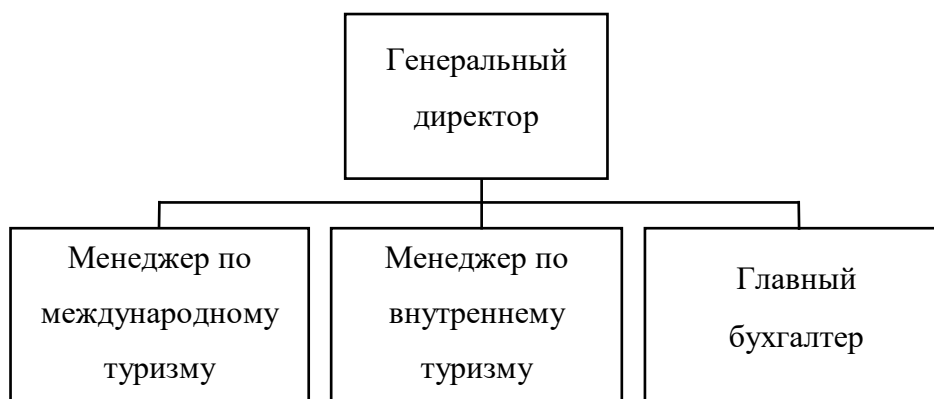 Генеральный
директор
Менеджер по
международному
туризму
Менеджер по
внутреннему
туризму
Главный
бухгалтер